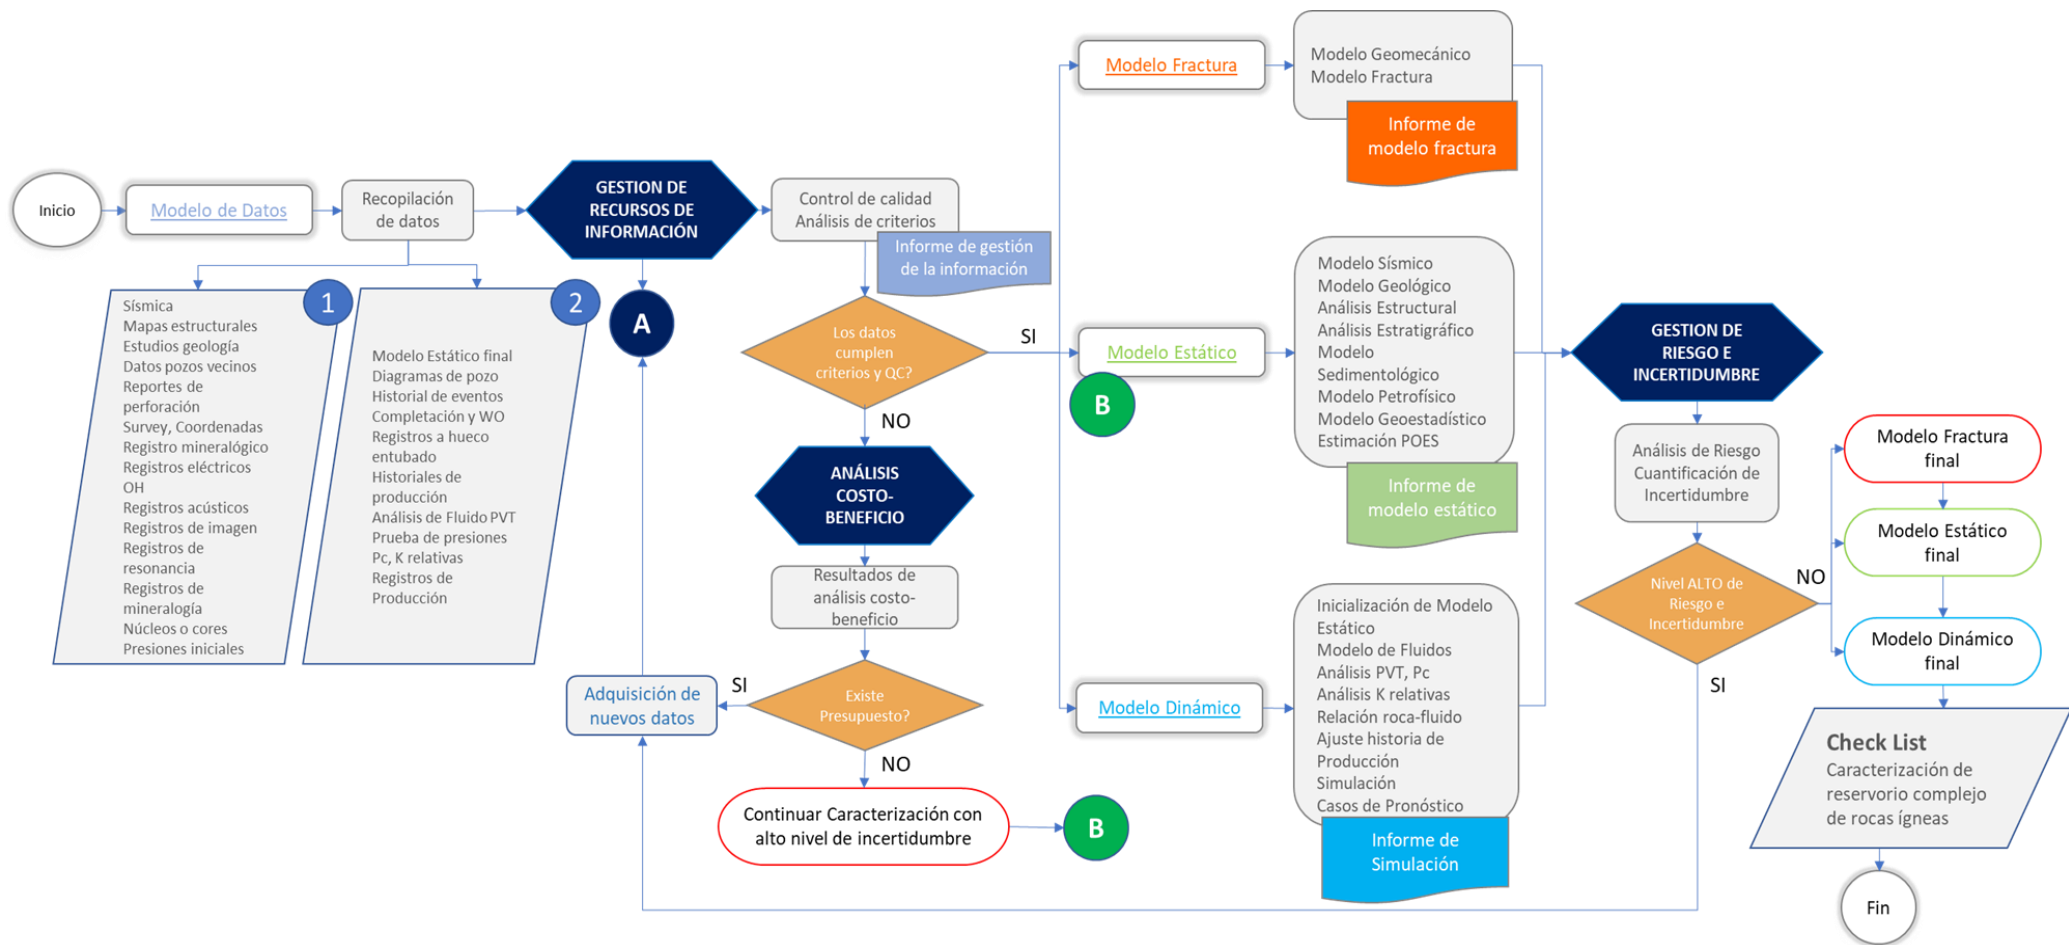 Inicio
Modelo de Datos
Recopilación
de datos
GESTION DE
RECURSOS DE
INFORMACIÓN
Control de calidad
Análisis de criterios
Informe de gestión
de la información
1
Sísmica
Mapas estructurales
Estudios geología
Datos pozos vecinos
Reportes de
perforación
Survey, Coordenadas
Registro mineralógico
Registros eléctricos
OH
Registros acústicos
Registros de imagen
Registros de
resonancia
Registros de
mineralogía
Núcleos o cores
Presiones iniciales
2
Modelo Estático final
Diagramas de pozo
Historial de eventos
Completación y WO
Registros a hueco
entubado
Historiales de
producción
Análisis de Fluido PVT
Prueba de presiones
Pc, K relativas
Registros de
Producción
A
Los datos
cumplen
criterios y QC?
SI
NO
ANÁLISIS
COSTO-
BENEFICIO
Resultados de
análisis costo-
beneficio
Existe
Presupuesto?
SI
Adquisición de
nuevos datos
NO
Continuar Caracterización con
alto nivel de incertidumbre
B
Modelo Fractura
Modelo Geomecánico
Modelo Fractura
Informe de
modelo fractura
Modelo Estático
B
Modelo Sísmico
Modelo Geológico
Análisis Estructural
Análisis Estratigráfico
Modelo
Sedimentológico
Modelo Petrofísico
Modelo Geoestadístico
Estimación POES
Informe de
modelo estático
Modelo Dinámico
Inicialización de Modelo
Estático
Modelo de Fluidos
Análisis PVT, Pc
Análisis K relativas
Relación roca-fluido
Ajuste historia de
Producción
Simulación
Casos de Pronóstico
Informe de
Simulación
GESTION DE
RIESGO E
INCERTIDUMBRE
Análisis de Riesgo
Cuantificación de
Incertidumbre
Nivel ALTO de
Riesgo e
Incertidumbre
NO
SI
Modelo Fractura
final
Modelo Estático
final
Modelo Dinámico
final
Check List
Caracterización de
reservorio complejo
de rocas ígneas
Fin